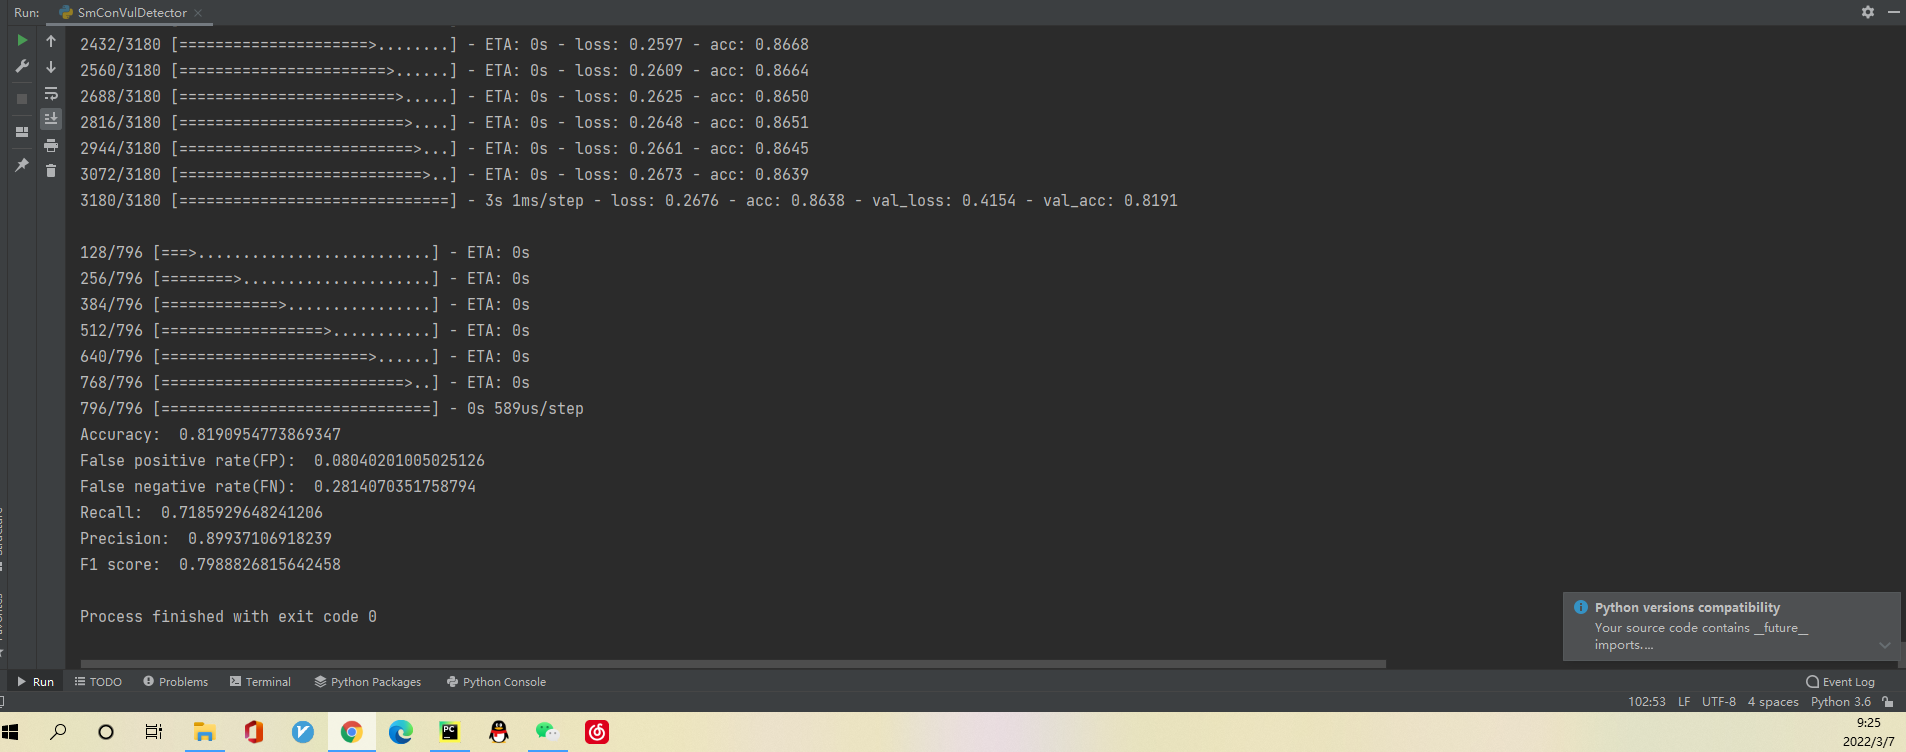 Run: SmConVulDetector
2432/3180 [=====================>........] - ETA: 0s - loss: 0.2597 - acc: 0.8668
2560/3180 [=======================>......] - ETA: 0s - loss: 0.2609 - acc: 0.8664
2688/3180 [========================>.....] - ETA: 0s - loss: 0.2625 - acc: 0.8650
2816/3180 [=========================>....] - ETA: 0s - loss: 0.2648 - acc: 0.8651
2944/3180 [==========================>...] - ETA: 0s - loss: 0.2661 - acc: 0.8645
3072/3180 [===========================>..] - ETA: 0s - loss: 0.2673 - acc: 0.8639
3180/3180 [==============================] - 3s 1ms/step - loss: 0.2676 - acc: 0.8638 - val_loss: 0.4154 - val_acc: 0.8191
128/796 [===>..........................] - ETA: 0s
256/796 [========>.....................] - ETA: 0s
384/796 [=============>................] - ETA: 0s
512/796 [==================>...........] - ETA: 0s
640/796 [=======================>......] - ETA: 0s
768/796 [===========================>..] - ETA: 0s
796/796 [==============================] - 0s 589us/step
Accuracy:  0.8190954773869347
False positive rate(FP):  0.08040201005025126
False negative rate(FN):  0.2814070351758794
Recall:  0.7185929648241206
Precision:  0.89937106918239
F1 score:  0.7988826815642458
Process finished with exit code 0
Python versions compatibility
Your source code contains __future__
imports....
Run TODO Problems Terminal Python Packages Python Console Event Log
102:53 LF UTF-8 4 spaces Python 3.6
9:25
2022/3/7